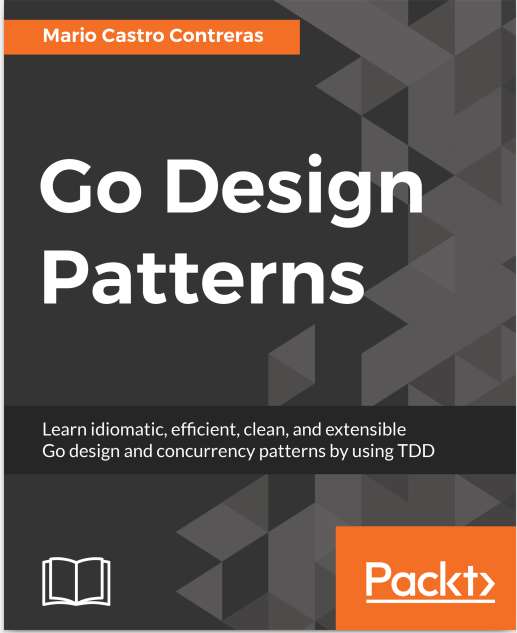 Mario Castro Contreras
Go Design
Patterns
Learn idiomatic, efficient, clean, and extensible
Go design and concurrency patterns by using TDD
Packt>